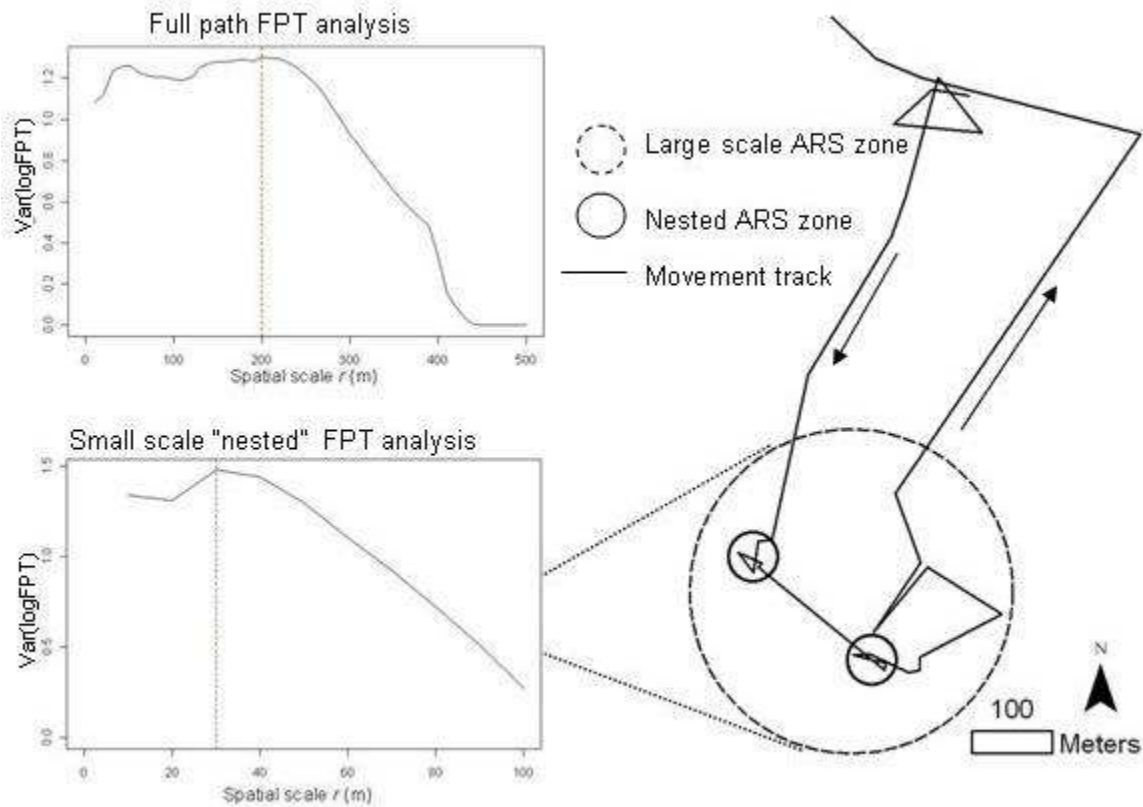 Full path FPT analysis
Var(logFPT)
1.2
1.0
0.8
0.6
0.4
0.2
0.0
0 100 200 300 400 500
Spatial scale r (m)
Small scale "nested" FPT analysis
Var(logFPT)
1.5
1.0
0.5
0.0
0 20 40 60 80 100
Spatial scale r (m)
Large scale ARS zone
Nested ARS zone
Movement track
N
100
Meters